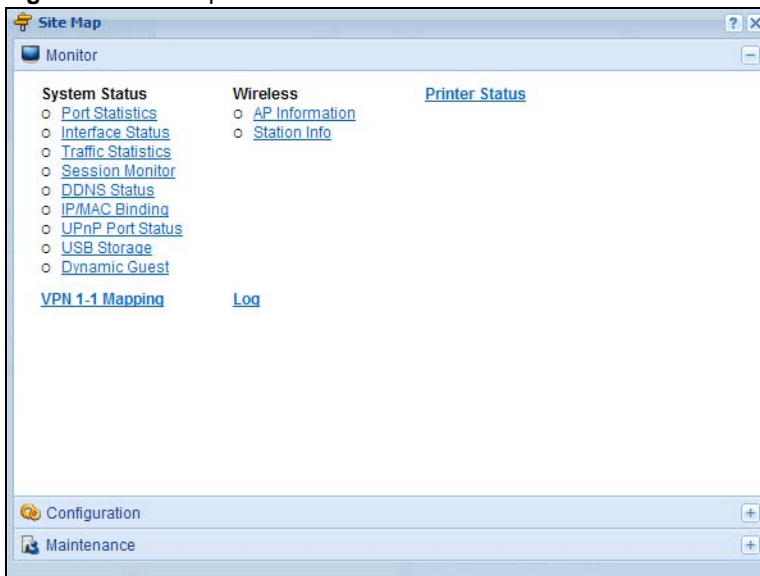 Site Map
Monitor
System Status
Port Statistics
Interface Status
Traffic Statistics
Session Monitor
DDNS Status
IP/MAC Binding
UPnP Port Status
USB Storage
Dynamic Guest
Wireless
AP Information
Station Info
Printer Status
VPN 1-1 Mapping
Log
Configuration
Maintenance